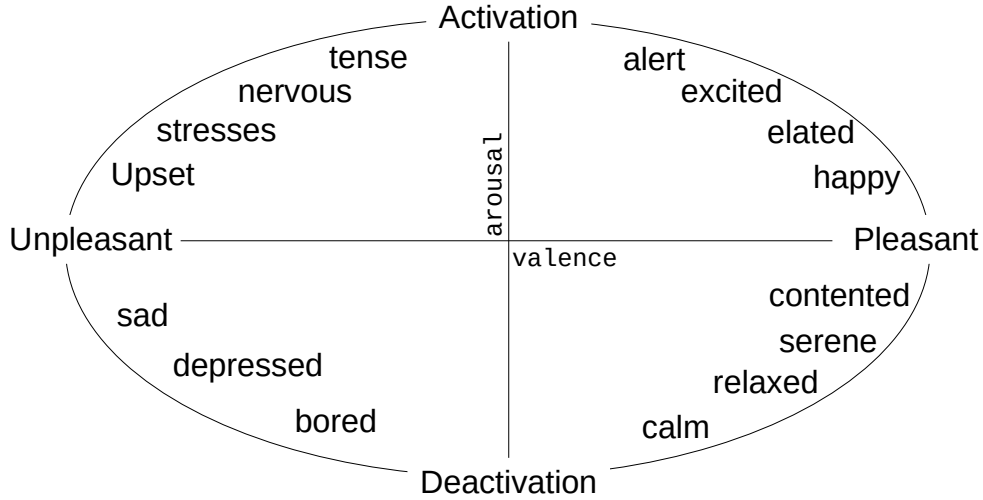 Activation
tense
alert
nervous
excited
stresses
elated
Upset
happy
arousal
Unpleasant
Pleasant
valence
contented
sad
serene
depressed
relaxed
bored
calm
Deactivation